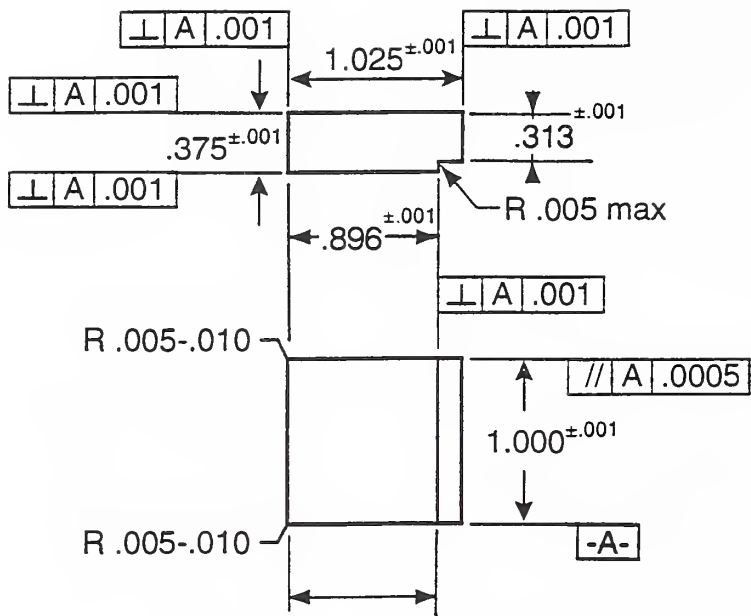 ⊥ A .001
⊥ A .001
1.025±.001
⊥ A .001
±.001
.375±.001
.313
⊥ A .001
R .005 max
.896±.001
⊥ A .001
R .005-.010
// A .0005
1.000±.001
R .005-.010
-A-